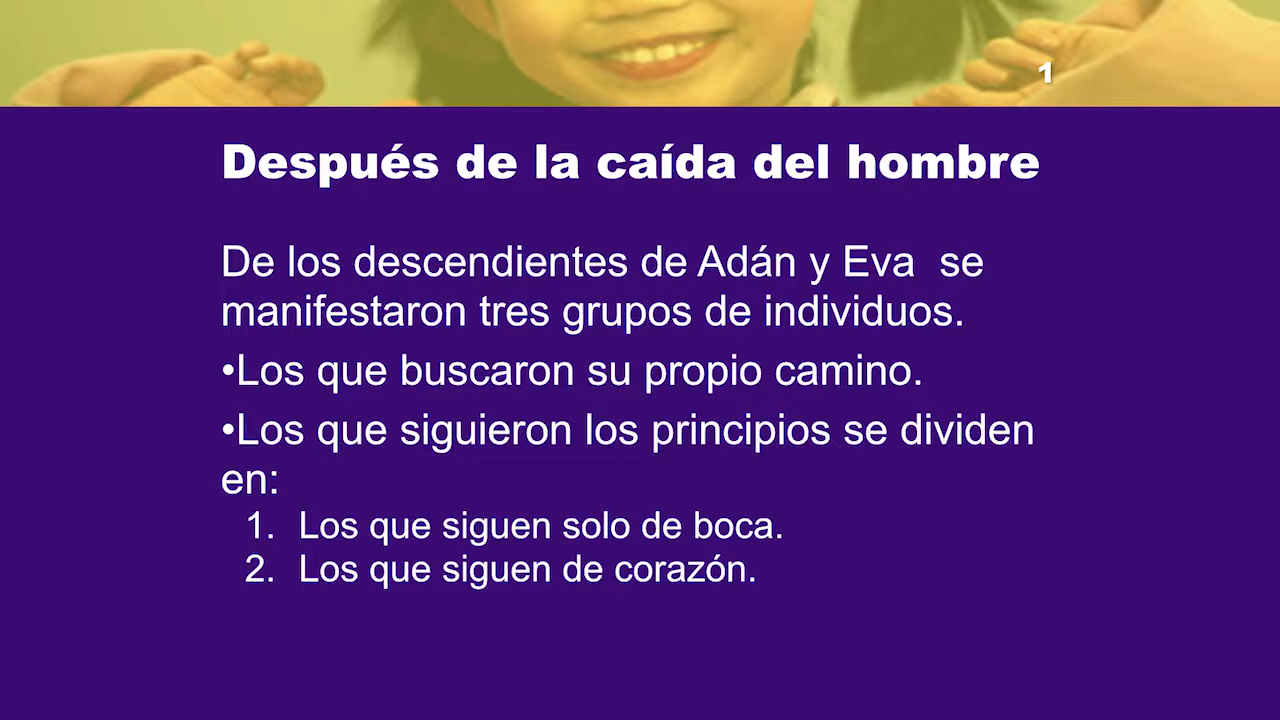 1
Después de la caída del hombre
De los descendientes de Adán y Eva  se
manifestaron tres grupos de individuos.
•Los que buscaron su propio camino.
•Los que siguieron los principios se dividen
en:
1. Los que siguen solo de boca.
2. Los que siguen de corazón.